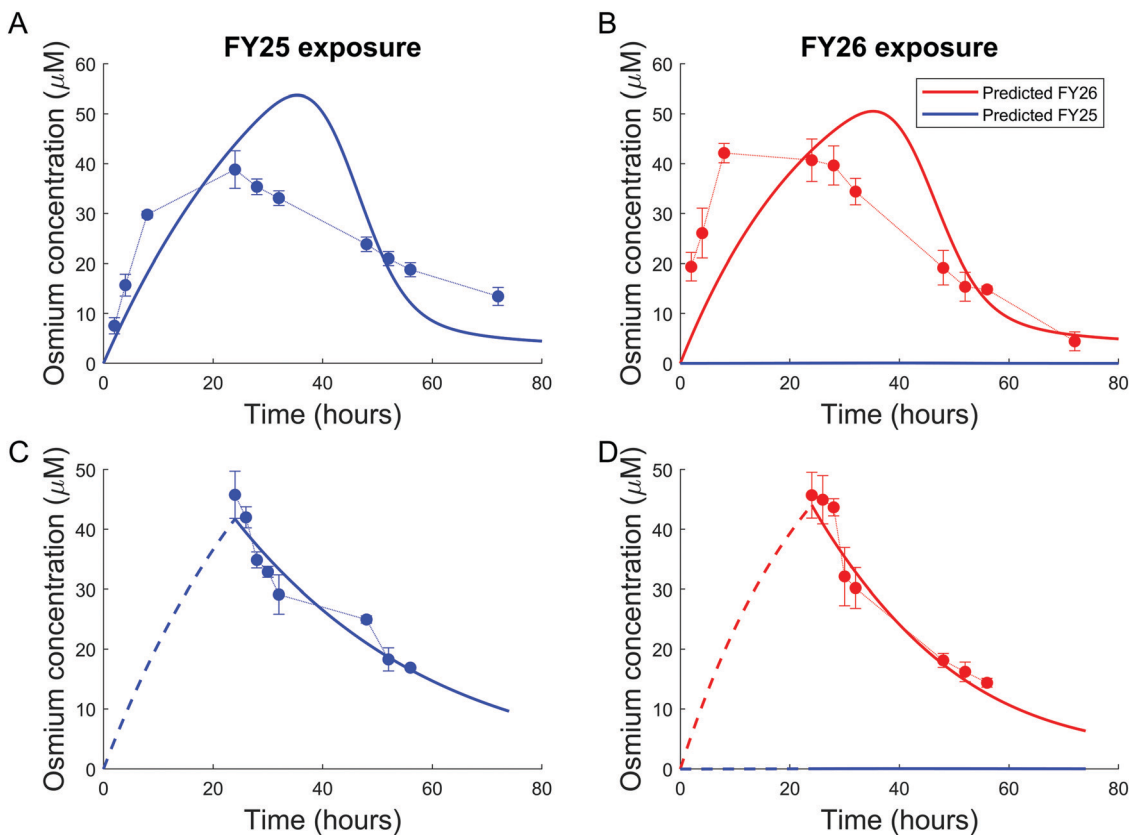 A
FY25 exposure
Osmium concentration (μM)
60
50
40
30
20
10
0
0 20 40 60 80
Time (hours)
B
FY26 exposure
Predicted FY26
Predicted FY25
Osmium concentration (μM)
60
50
40
30
20
10
0
0 20 40 60 80
Time (hours)
C
Osmium concentration (μM)
50
40
30
20
10
0
0 20 40 60 80
Time (hours)
D
Osmium concentration (μM)
50
40
30
20
10
0
0 20 40 60 80
Time (hours)